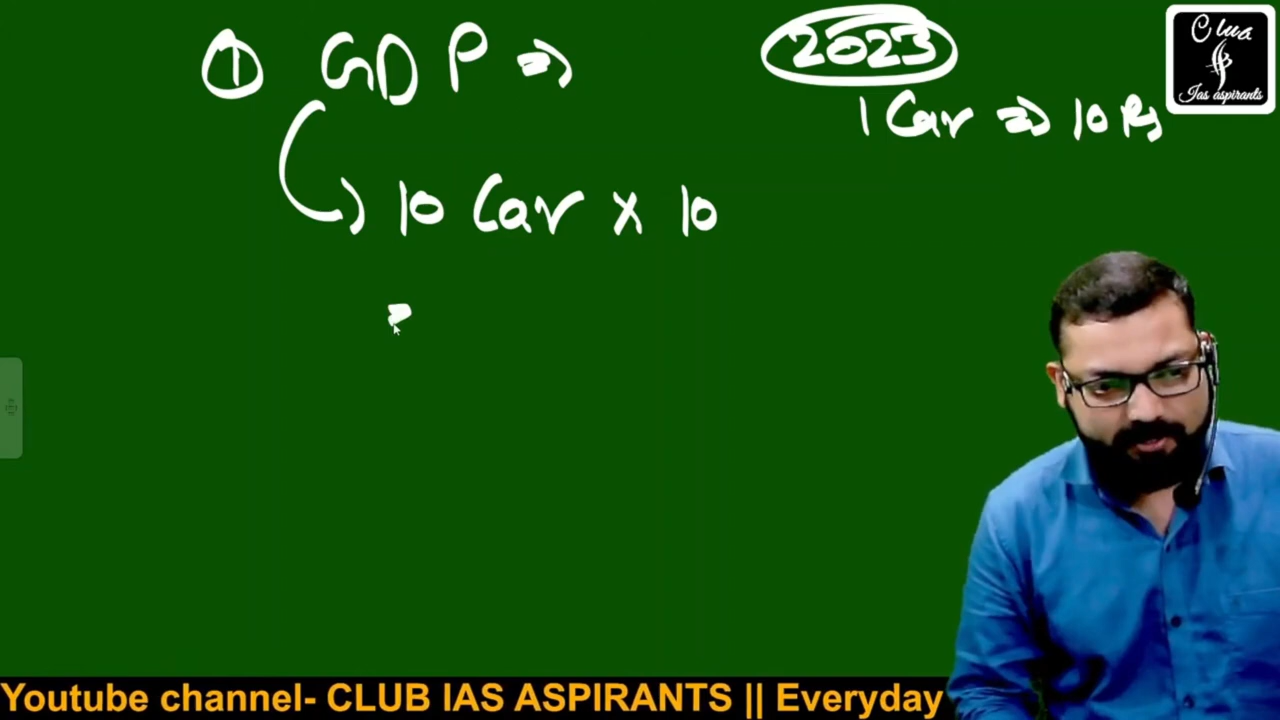 ① GDP ⇒
2023
1 Car ⇒ 10 Rs
10 Car × 10
Club
Ias aspirants
Youtube channel- CLUB IAS ASPIRANTS || Everyday